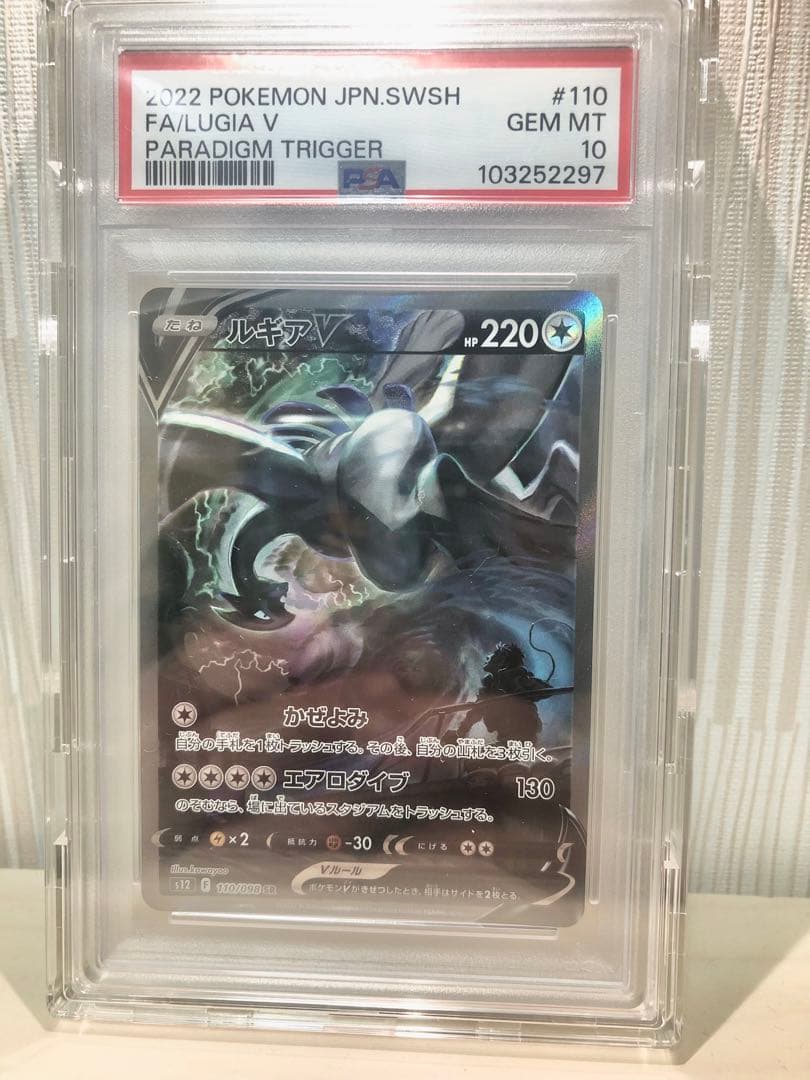 2022 POKEMON JPN.SWSH #110
FA/LUGIA V GEM MT
PARADIGM TRIGGER 10
PSA 103252297
たね ルギアV HP 220
かぜよみ
自分の手札を1枚トラッシュする。その後、自分の山札を3枚引く。
エアロダイブ 130
のぞむなら、場に出ているスタジアムをトラッシュする。
弱点 ×2 抵抗力 -30 にげる
illus.kawayoo
Vルール
s12 F 110/098 SR ポケモンVがきぜつしたとき、相手はサイドを2枚とる。